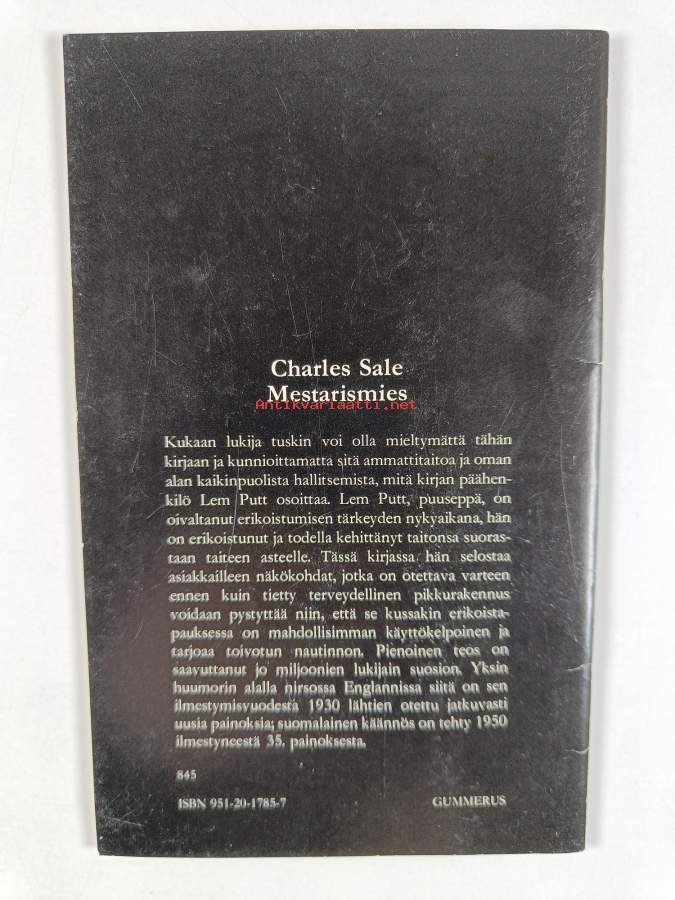 Charles Sale
Mestarismies
Antikvariaatti.net
Kukaan lukija tuskin voi olla mieltymättä tähän
kirjaan ja kunnioittamatta sitä ammattitaitoa ja oman
alan kaikinpuolista hallitsemista, mitä kirjan päähen-
kilö Lem Putt osoittaa. Lem Putt, puuseppä, on
oivaltanut erikoistumisen tärkeyden nykyaikana, hän
on erikoistunut ja todella kehittänyt taitonsa suoras-
taan taiteen asteelle. Tässä kirjassa hän selostaa
asiakkailleen näkökohdat, jotka on otettava varteen
ennen kuin tietty terveydellinen pikkurakennus
voidaan pystyttää niin, että se kussakin erikoista-
pauksessa on mahdollisimman käyttökelpoinen ja
tarjoaa toivotun nautinnon. Pienoinen teos on
saavuttanut jo miljoonien lukijain suosion. Yksin
huumorin alalla nirsossa Englannissa siitä on sen
ilmestymisvuodesta 1930 lähtien otettu jatkuvasti
uusia painoksia; suomalainen käännös on tehty 1950
ilmestyneestä 35. painoksesta.
845
ISBN 951-20-1785-7 GUMMERUS